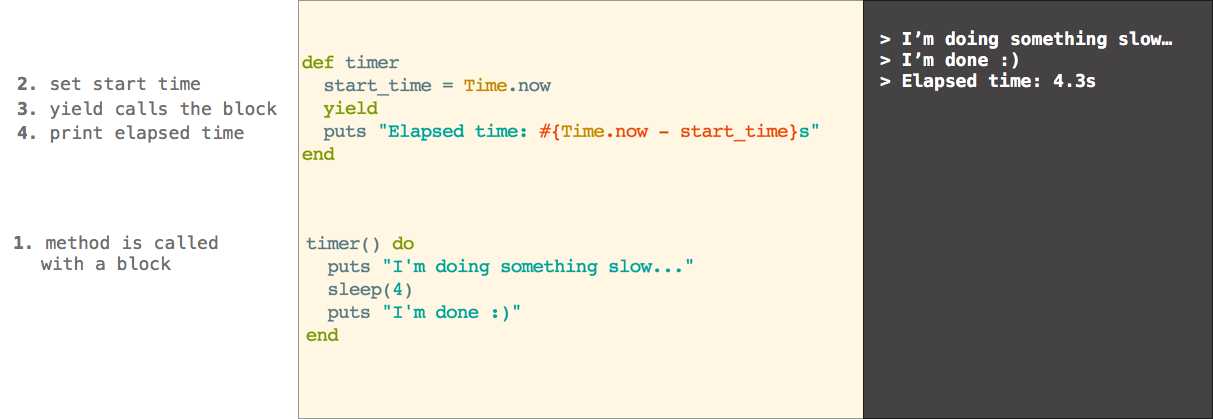 2. set start time
3. yield calls the block
4. print elapsed time
1. method is called
with a block
def timer
start_time = Time.now
yield
puts "Elapsed time: #{Time.now - start_time}s"
end
timer() do
puts "I'm doing something slow..."
sleep(4)
puts "I'm done :)"
end
> I’m doing something slow…
> I’m done :)
> Elapsed time: 4.3s